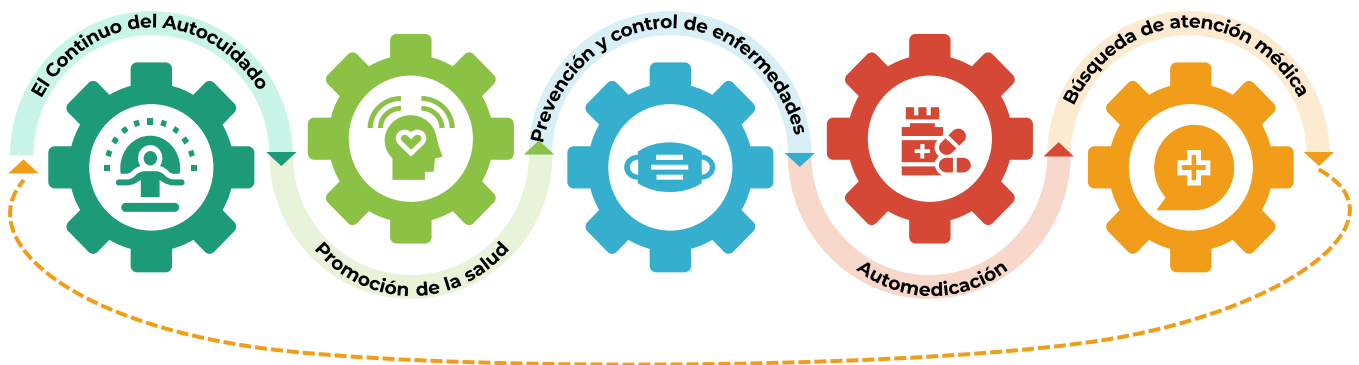 El Continuo del Autocuidado
Promoción de la salud
Prevención y control de enfermedades
Automedicación
Búsqueda de atención médica